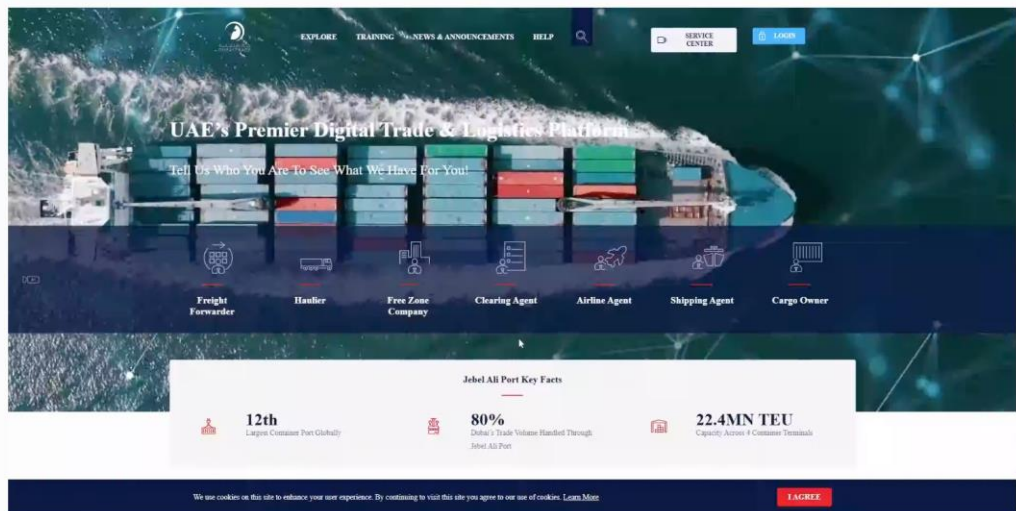 EXPLORE
TRAINING
NEWS & ANNOUNCEMENTS
HELP
SERVICE
CENTER
LOGIN
UAE's Premier Digital Trade & Logistics Platform
Tell Us Who You Are To See What We Have For You!
Freight
Forwarder
Haulier
Free Zone
Company
Clearing Agent
Airline Agent
Shipping Agent
Cargo Owner
Jebel Ali Port Key Facts
12th
Largest Container Port Globally
80%
Dubai's Trade Volume Handled Through
Jebel Ali Port
22.4MN TEU
Capacity Across 4 Container Terminals
We use cookies on this site to enhance your user experience. By continuing to visit this site you agree to our use of cookies. Learn More
I AGREE